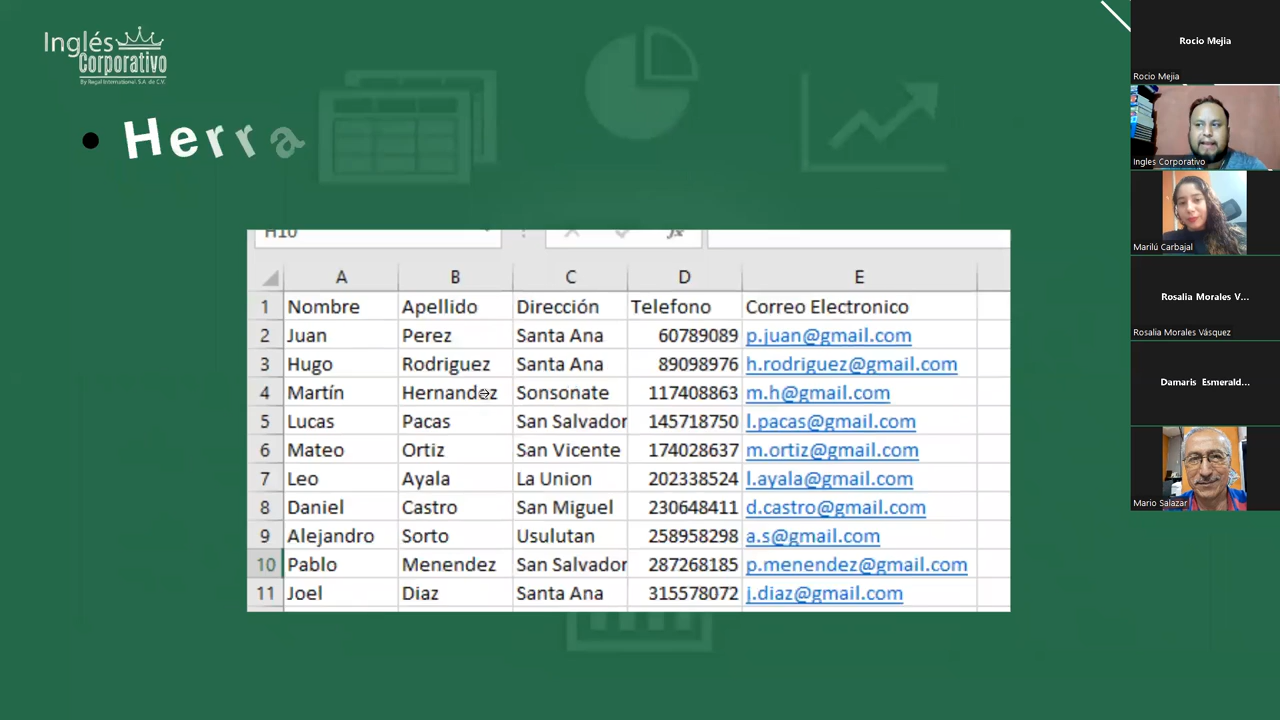 Inglés
Corporativo
By Regal International, S.A. de C.V.
• Herra
H10
fx
A B C D E
1 Nombre Apellido Dirección Telefono Correo Electronico
2 Juan Perez Santa Ana 60789089 p.juan@gmail.com
3 Hugo Rodriguez Santa Ana 89098976 h.rodriguez@gmail.com
4 Martín Hernandez Sonsonate 117408863 m.h@gmail.com
5 Lucas Pacas San Salvador 145718750 l.pacas@gmail.com
6 Mateo Ortiz San Vicente 174028637 m.ortiz@gmail.com
7 Leo Ayala La Union 202338524 l.ayala@gmail.com
8 Daniel Castro San Miguel 230648411 d.castro@gmail.com
9 Alejandro Sorto Usulutan 258958298 a.s@gmail.com
10 Pablo Menendez San Salvador 287268185 p.menendez@gmail.com
11 Joel Diaz Santa Ana 315578072 j.diaz@gmail.com
Rocio Mejia
Rocio Mejia
Ingles Corporativo
Marilú Carbajal
Rosalia Morales V...
Rosalia Morales Vásquez
Damaris Esmerald...
Mario Salazar